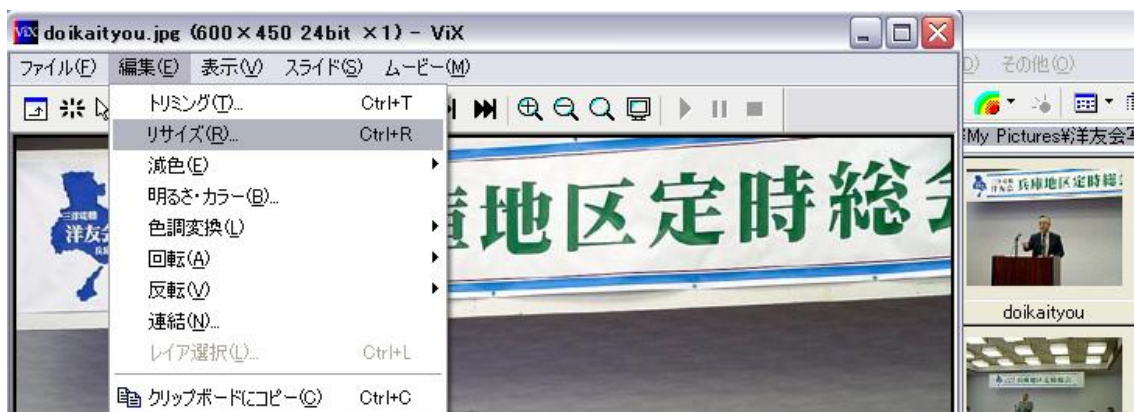 doikaityou.jpg (600×450 24bit ×1) - ViX
ファイル(F) 編集(E) 表示(V) スライド(S) ムービー(M)
その他(O)
トリミング(T)... Ctrl+T
リサイズ(R)... Ctrl+R
減色(E)
明るさ・カラー(B)...
色調変換(L)
回転(A)
反転(V)
連結(N)...
レイア選択(L)... Ctrl+L
クリップボードにコピー(C) Ctrl+C
三洋電機
洋友会
地区定時総
My Pictures¥洋友会
兵庫地区定時総
doikaityou